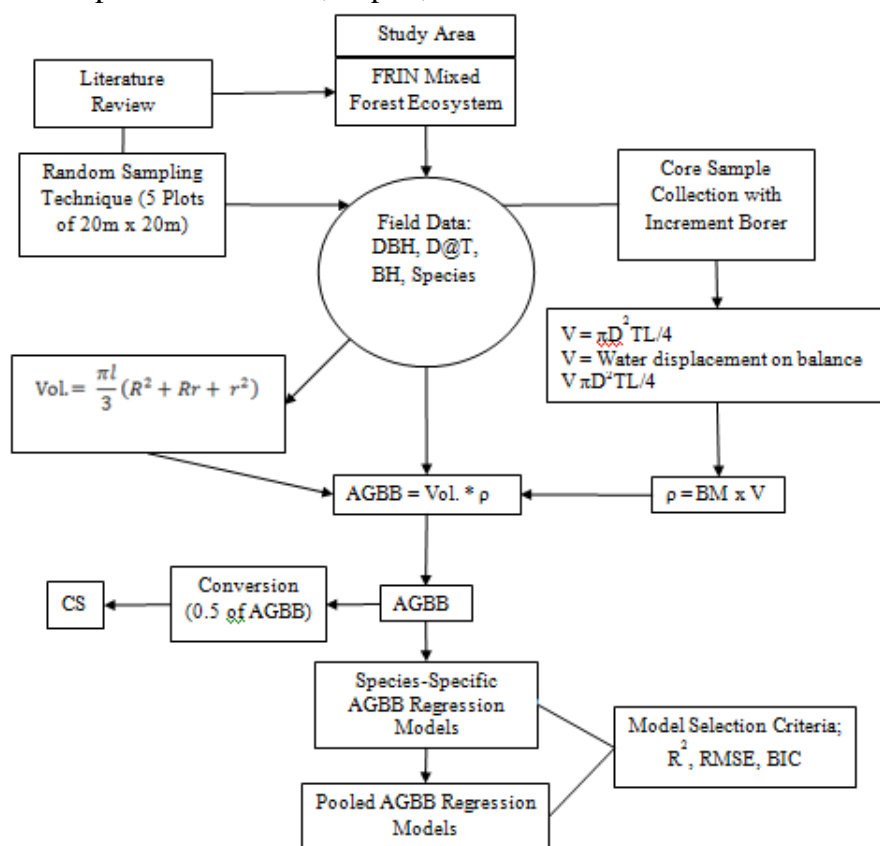 Study Area
Literature
Review
FRIN Mixed
Forest Ecosystem
Random Sampling
Technique (5 Plots
of 20m x 20m)
Field Data:
DBH, D@T,
BH, Species
Core Sample
Collection with
Increment Borer
V = πD²TL/4
V = Water displacement on balance
V πD²TL/4
Vol. = πl/3 (R² + Rr + r²)
AGBB = Vol. * ρ
ρ = BM x V
CS
Conversion
(0.5 of AGBB)
AGBB
Species-Specific
AGBB Regression
Models
Model Selection Criteria;
R², RMSE, BIC
Pooled AGBB Regression
Models